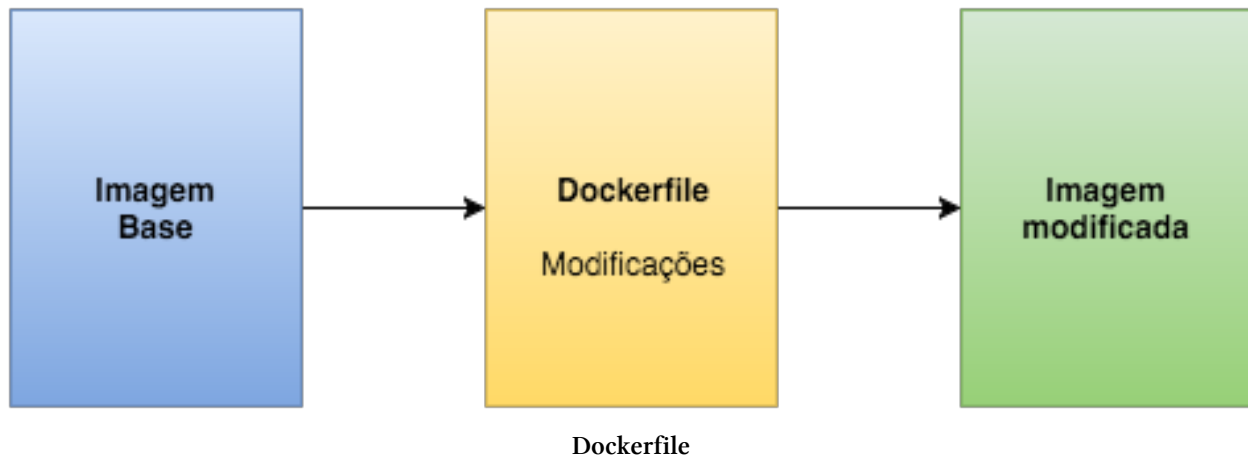 Imagem
Base
Dockerfile
Modificações
Imagem
modificada
Dockerfile